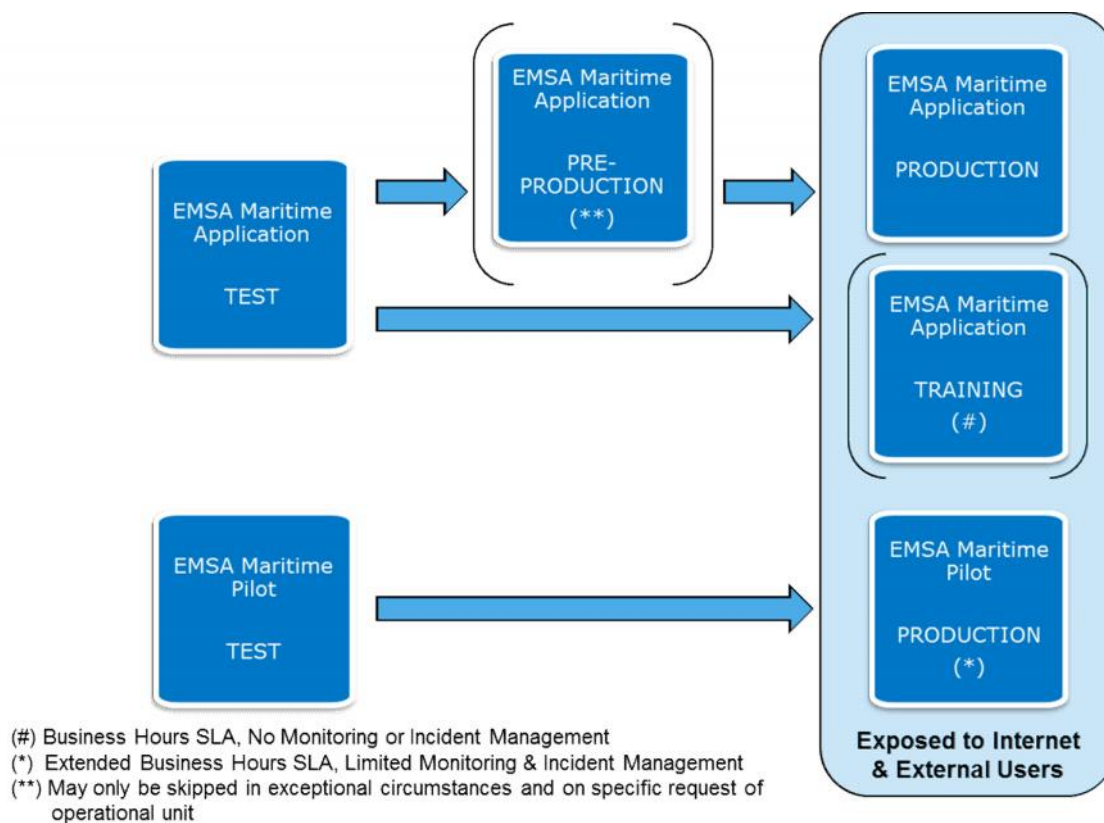 EMSA Maritime
Application
PRE-
PRODUCTION
(**)
EMSA Maritime
Application
PRODUCTION
EMSA Maritime
Application
TEST
EMSA Maritime
Application
TRAINING
(#)
EMSA Maritime
Pilot
TEST
EMSA Maritime
Pilot
PRODUCTION
(*)
(#) Business Hours SLA, No Monitoring or Incident Management
(*) Extended Business Hours SLA, Limited Monitoring & Incident Management
(**) May only be skipped in exceptional circumstances and on specific request of
operational unit
Exposed to Internet
& External Users